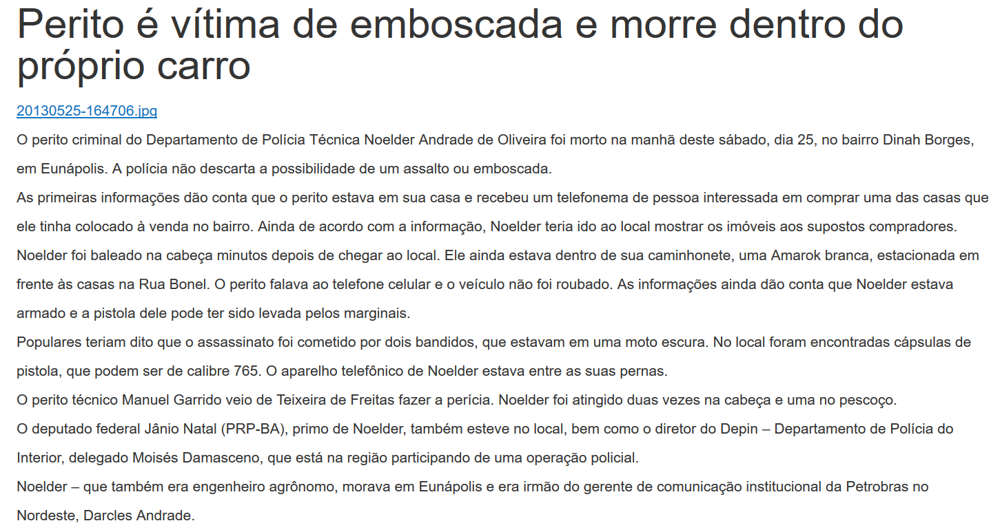 Perito é vítima de emboscada e morre dentro do
próprio carro
20130525-164706.jpg
O perito criminal do Departamento de Polícia Técnica Noelder Andrade de Oliveira foi morto na manhã deste sábado, dia 25, no bairro Dinah Borges,
em Eunápolis. A polícia não descarta a possibilidade de um assalto ou emboscada.
As primeiras informações dão conta que o perito estava em sua casa e recebeu um telefonema de pessoa interessada em comprar uma das casas que
ele tinha colocado à venda no bairro. Ainda de acordo com a informação, Noelder teria ido ao local mostrar os imóveis aos supostos compradores.
Noelder foi baleado na cabeça minutos depois de chegar ao local. Ele ainda estava dentro de sua caminhonete, uma Amarok branca, estacionada em
frente às casas na Rua Bonel. O perito falava ao telefone celular e o veículo não foi roubado. As informações ainda dão conta que Noelder estava
armado e a pistola dele pode ter sido levada pelos marginais.
Populares teriam dito que o assassinato foi cometido por dois bandidos, que estavam em uma moto escura. No local foram encontradas cápsulas de
pistola, que podem ser de calibre 765. O aparelho telefônico de Noelder estava entre as suas pernas.
O perito técnico Manuel Garrido veio de Teixeira de Freitas fazer a perícia. Noelder foi atingido duas vezes na cabeça e uma no pescoço.
O deputado federal Jânio Natal (PRP-BA), primo de Noelder, também esteve no local, bem como o diretor do Depin – Departamento de Polícia do
Interior, delegado Moisés Damasceno, que está na região participando de uma operação policial.
Noelder – que também era engenheiro agrônomo, morava em Eunápolis e era irmão do gerente de comunicação institucional da Petrobras no
Nordeste, Darcles Andrade.